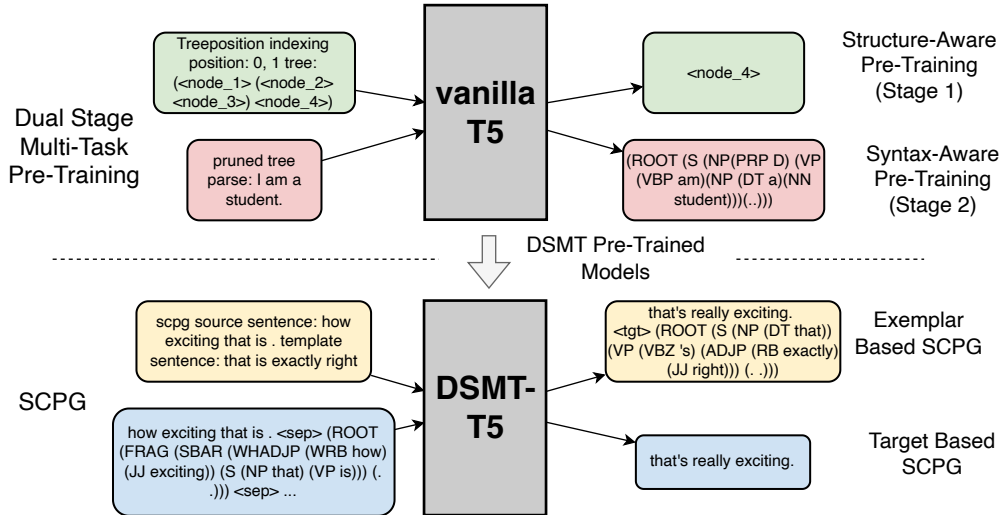 Treeposition indexing
position: 0, 1 tree:
(<node_1> (<node_2>
<node_3>) <node_4>)
vanilla
T5
<node_4>
Structure-Aware
Pre-Training
(Stage 1)
Dual Stage
Multi-Task
Pre-Training
pruned tree
parse: I am a
student.
(ROOT (S (NP(PRP D) (VP
(VBP am)(NP (DT a)(NN
student)))(..)))
Syntax-Aware
Pre-Training
(Stage 2)
DSMT Pre-Trained
Models
scpg source sentence: how
exciting that is . template
sentence: that is exactly right
that's really exciting.
<tgt> (ROOT (S (NP (DT that))
(VP (VBZ 's) (ADJP (RB exactly)
(JJ right))) (. .)))
Exemplar
Based SCPG
SCPG
DSMT-
T5
how exciting that is . <sep> (ROOT
(FRAG (SBAR (WHADJP (WRB how)
(JJ exciting)) (S (NP that) (VP is))) (.
.))) <sep> ...
that's really exciting.
Target Based
SCPG